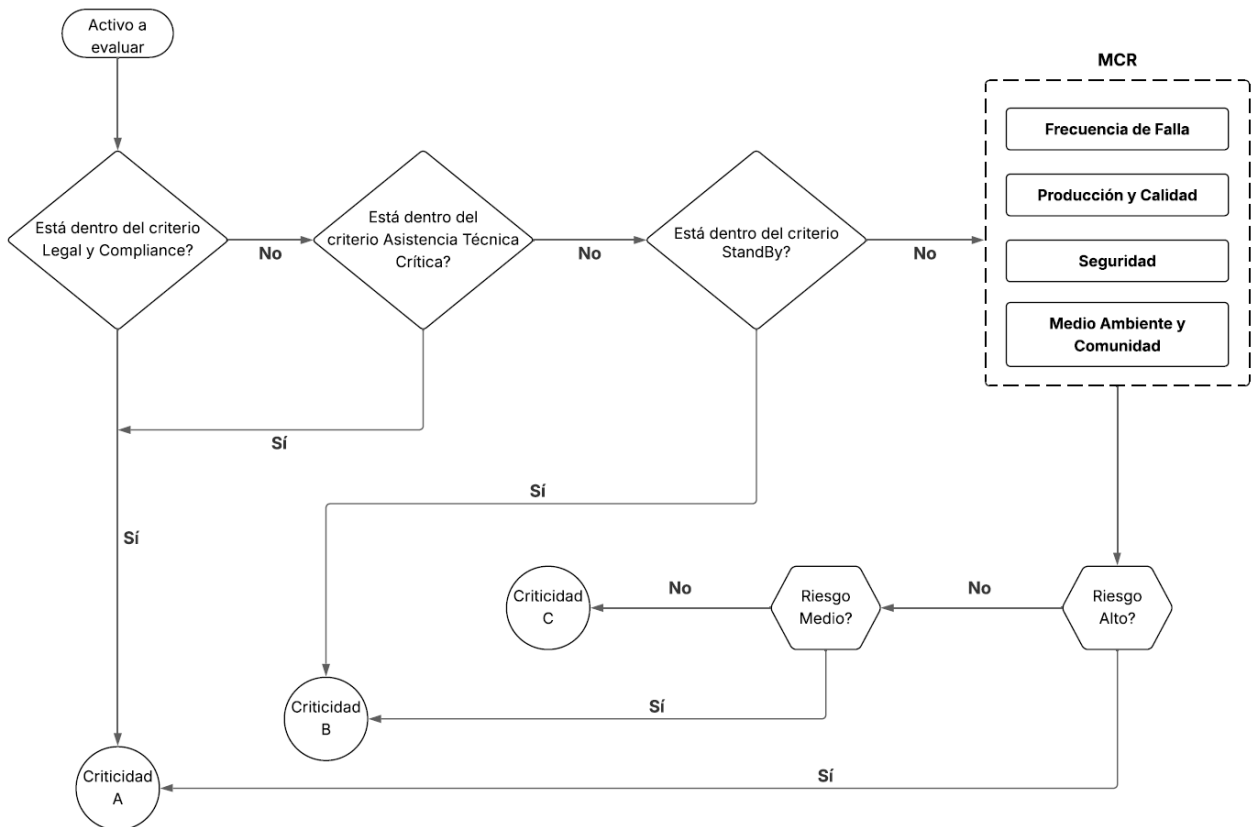 Activo a
evaluar
MCR
Frecuencia de Falla
Producción y Calidad
Seguridad
Medio Ambiente y
Comunidad
Está dentro del criterio
Legal y Compliance?
No
Está dentro del
criterio Asistencia Técnica
Crítica?
No
Está dentro del criterio
StandBy?
No
Sí
Sí
Sí
Criticidad
C
No
Riesgo
Medio?
No
Riesgo
Alto?
Criticidad
B
Sí
Criticidad
A
Sí